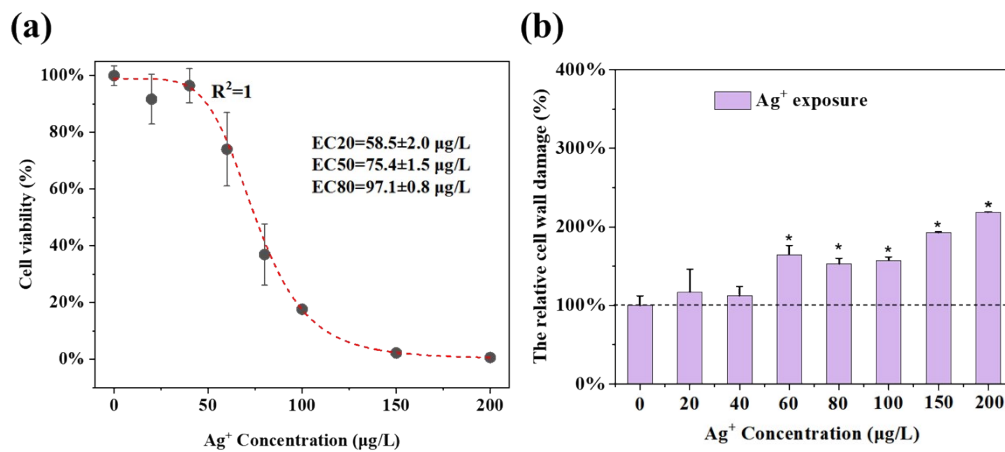 (a)
100%
80%
60%
40%
20%
0%
Cell viability (%)
R²=1
EC20=58.5±2.0 µg/L
EC50=75.4±1.5 µg/L
EC80=97.1±0.8 µg/L
0
50
100
150
200
Ag⁺ Concentration (µg/L)
(b)
400%
300%
200%
100%
0%
The relative cell wall damage (%)
Ag⁺ exposure
*
*
*
*
*
0
20
40
60
80
100
150
200
Ag⁺ Concentration (µg/L)